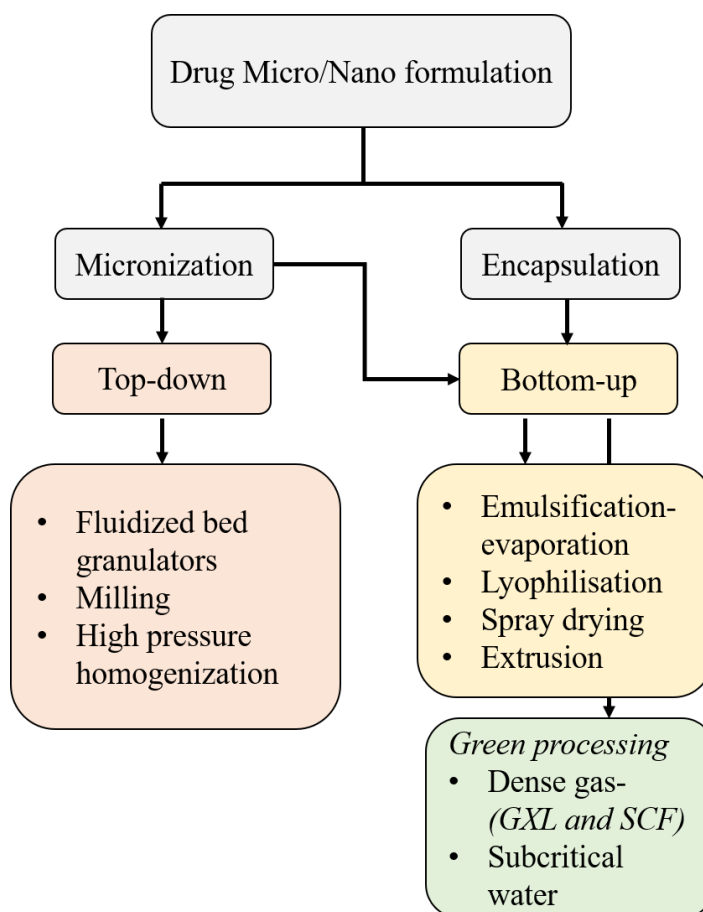 Drug Micro/Nano formulation
Micronization
Encapsulation
Top-down
Bottom-up
• Fluidized bed
granulators
• Milling
• High pressure
homogenization
• Emulsification-
evaporation
• Lyophilisation
• Spray drying
• Extrusion
Green processing
• Dense gas-
(GXL and SCF)
• Subcritical
water